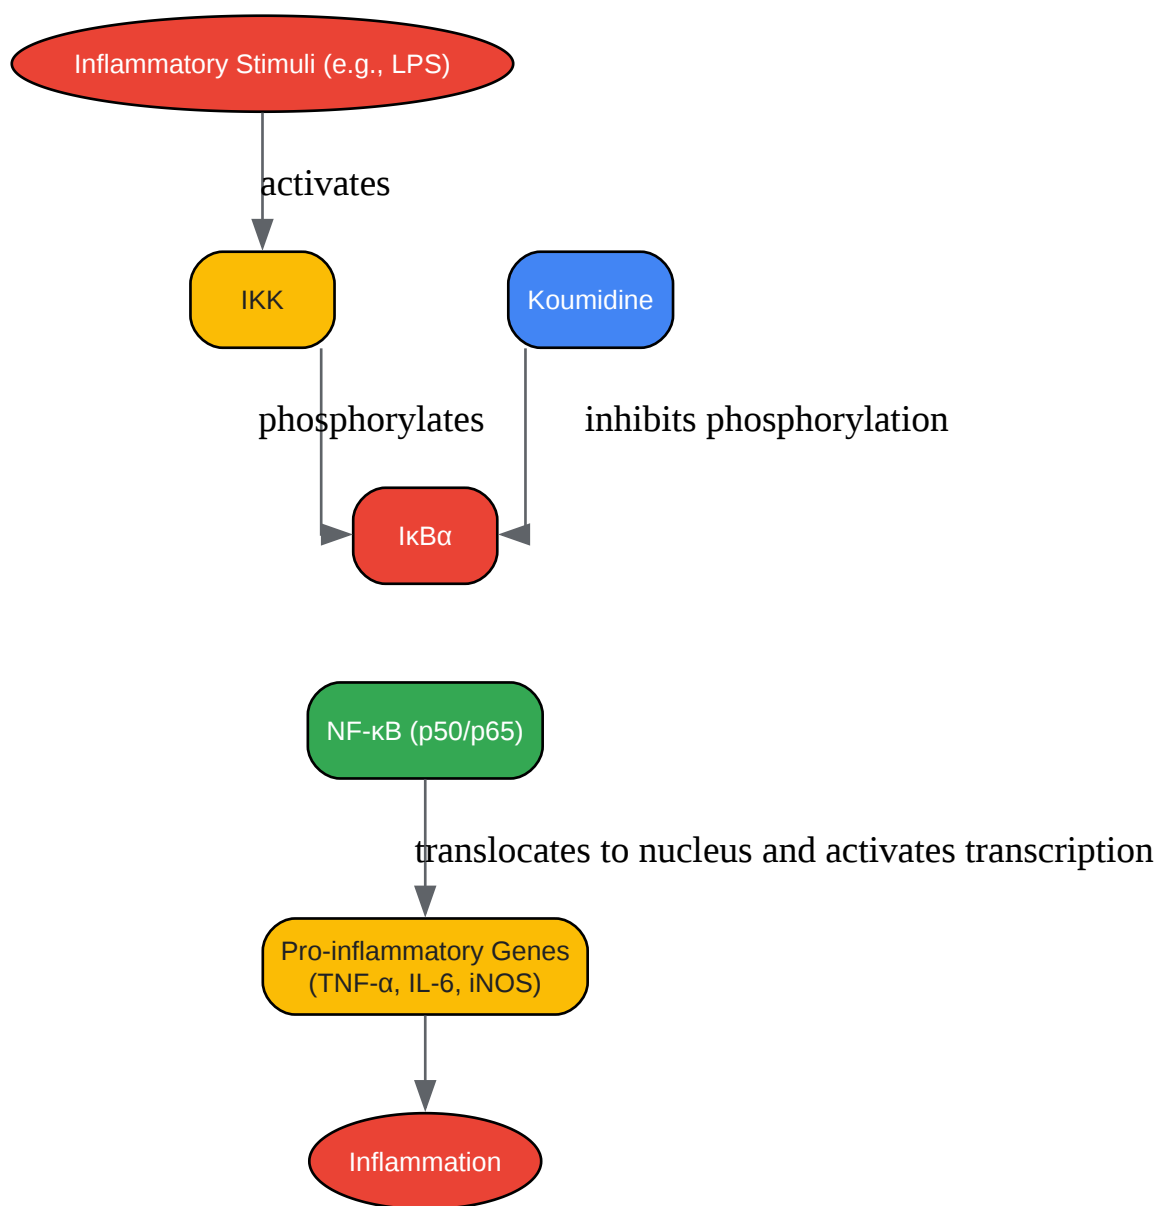 Inflammatory Stimuli (e.g., LPS)
activates
IKK
Koumidine
phosphorylates
inhibits phosphorylation
IκBα
NF-κB (p50/p65)
translocates to nucleus and activates transcription
Pro-inflammatory Genes
(TNF-α, IL-6, iNOS)
Inflammation